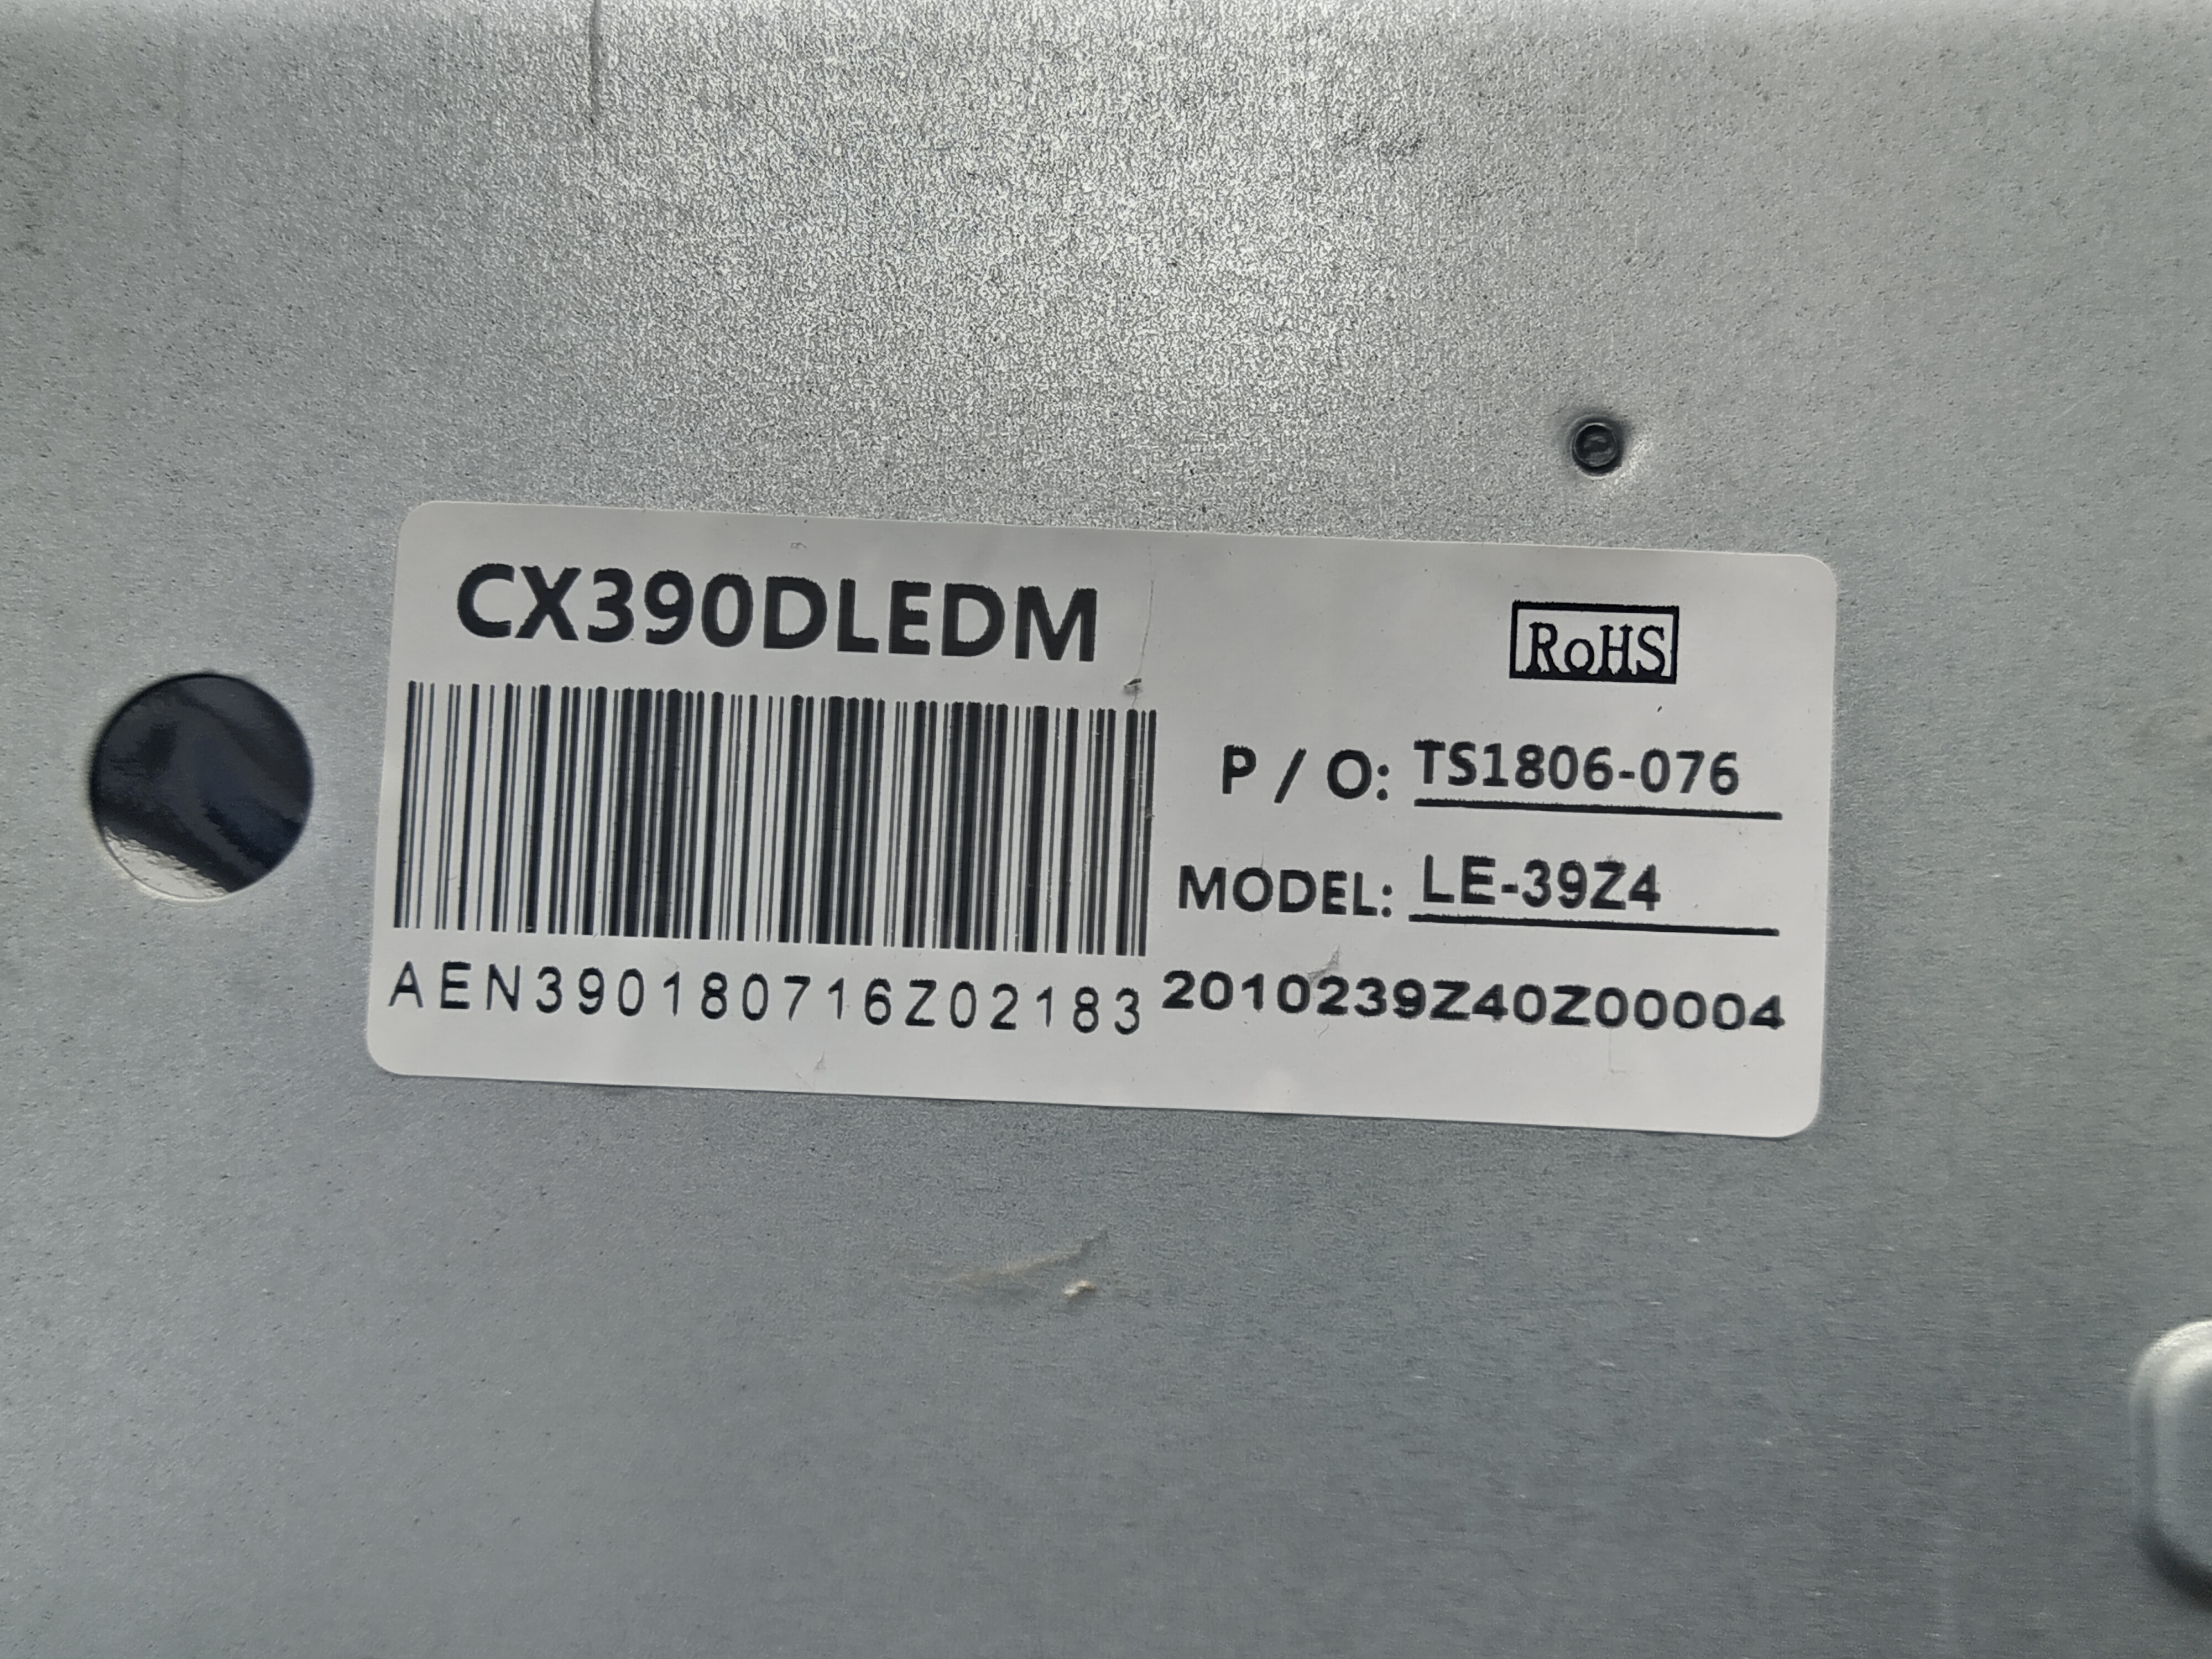 CX390DLEDM
RoHS
P / O: TS1806-076
MODEL: LE-39Z4
AEN390180716Z02183
2010239Z40Z00004